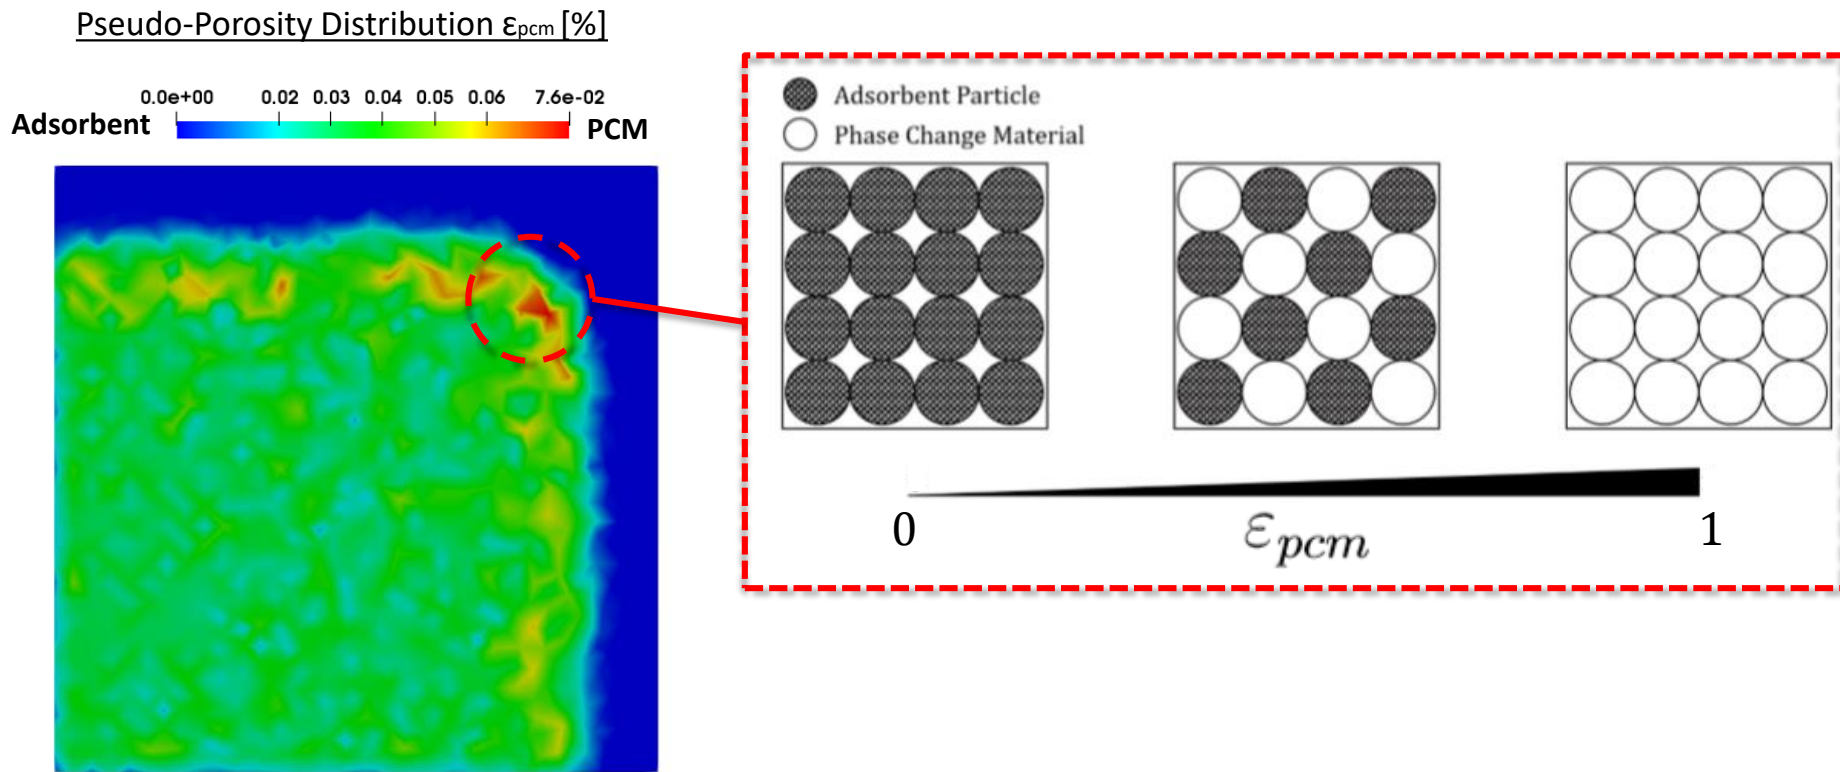 Pseudo-Porosity Distribution εpcm [%]
0.0e+00 0.02 0.03 0.04 0.05 0.06 7.6e-02
Adsorbent PCM
Adsorbent Particle
Phase Change Material
0 εpcm 1